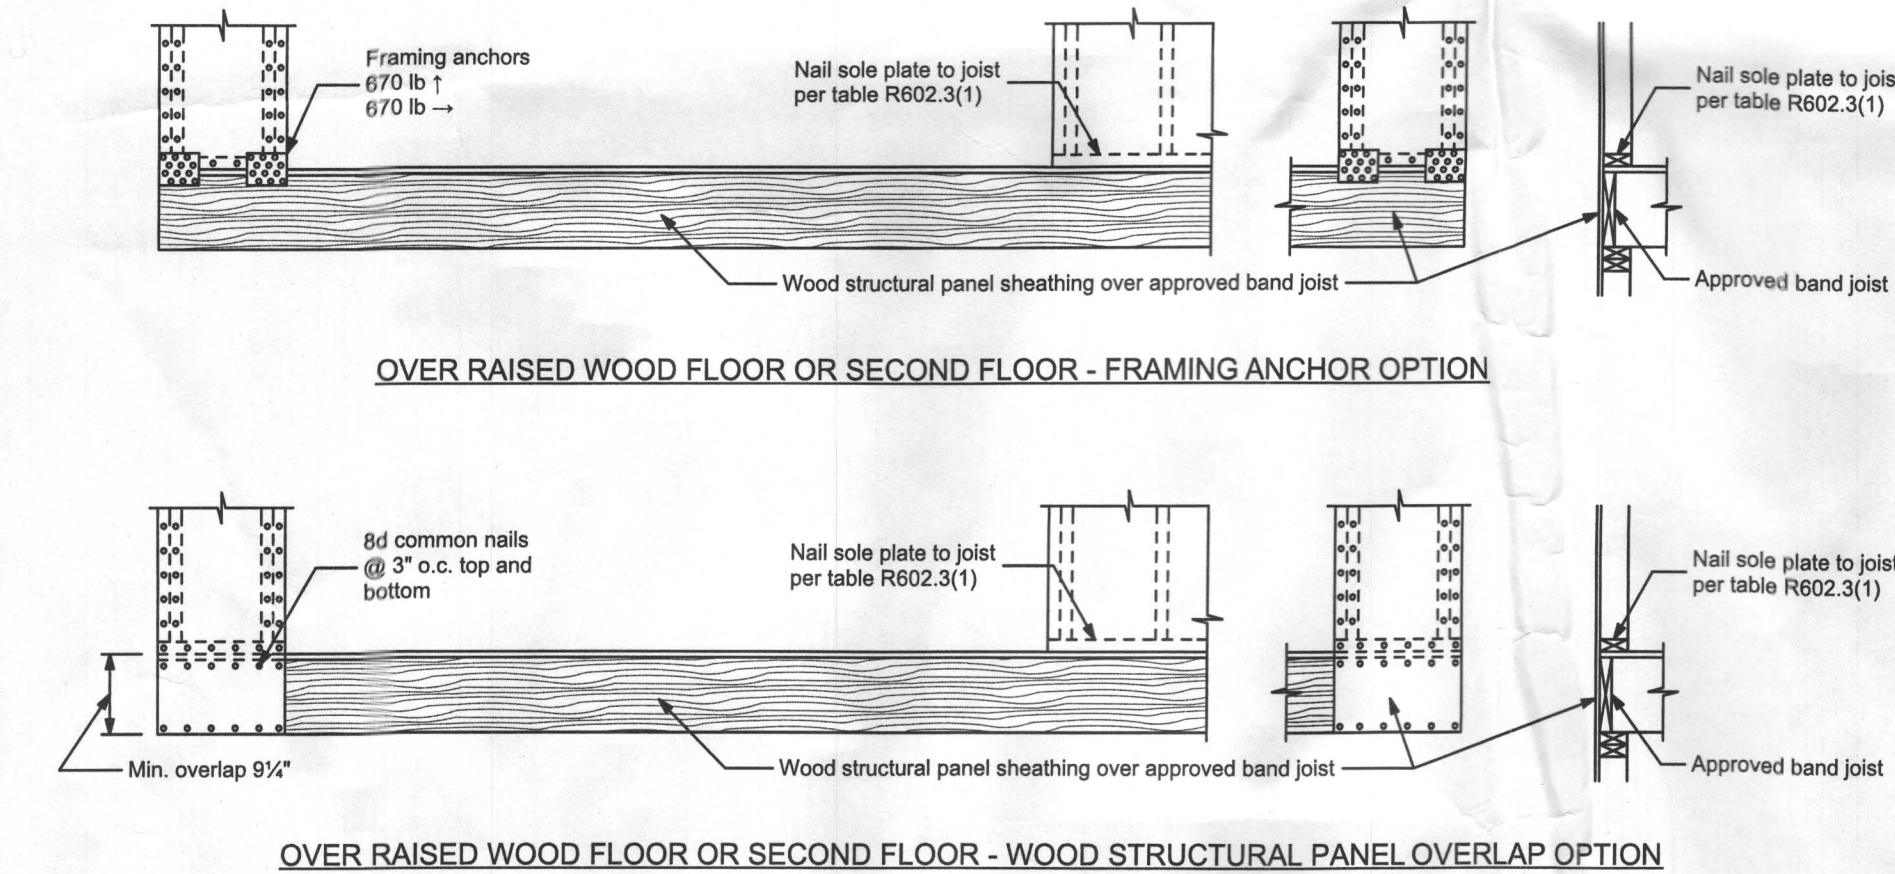 Framing anchors
670 lb ↑
670 lb →
Nail sole plate to joist
per table R602.3(1)
Nail sole plate to joist
per table R602.3(1)
Wood structural panel sheathing over approved band joist
Approved band joist
OVER RAISED WOOD FLOOR OR SECOND FLOOR - FRAMING ANCHOR OPTION
8d common nails
@ 3" o.c. top and
bottom
Nail sole plate to joist
per table R602.3(1)
Nail sole plate to joist
per table R602.3(1)
Min. overlap 9¼"
Wood structural panel sheathing over approved band joist
Approved band joist
OVER RAISED WOOD FLOOR OR SECOND FLOOR - WOOD STRUCTURAL PANEL OVERLAP OPTION